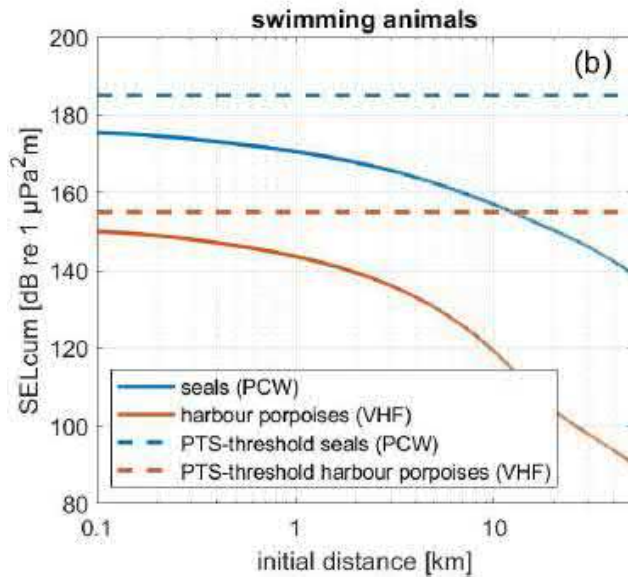 swimming animals
(b)
200
180
160
140
120
100
80
SELcum [dB re 1 µPa²m]
seals (PCW)
harbour porpoises (VHF)
PTS-threshold seals (PCW)
PTS-threshold harbour porpoises (VHF)
0.1 1 10
initial distance [km]